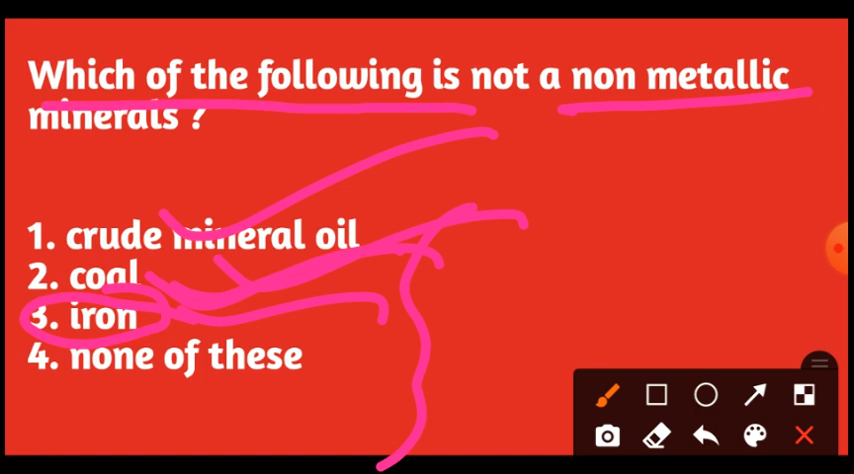 Which of the following is not a non metallic
minerals ?
1. crude mineral oil
2. coal
3. iron
4. none of these